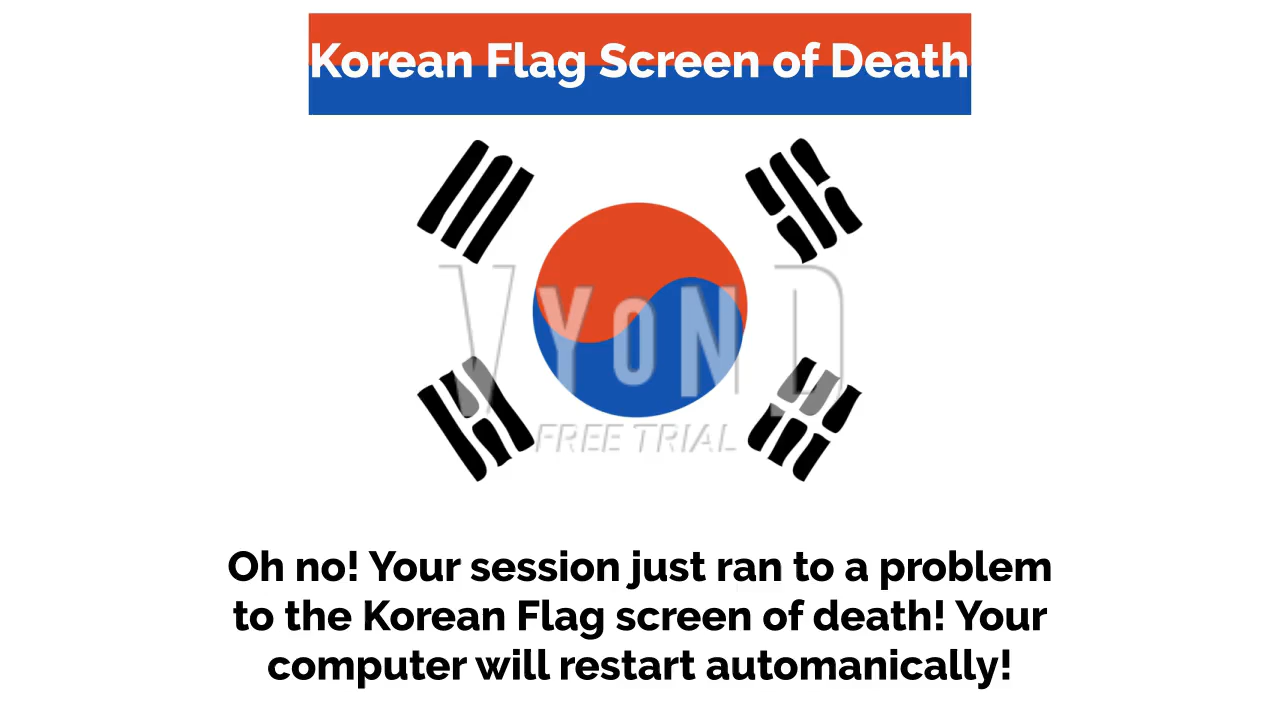 Korean Flag Screen of Death
VYOND
FREE TRIAL
Oh no! Your session just ran to a problem
to the Korean Flag screen of death! Your
computer will restart automanically!